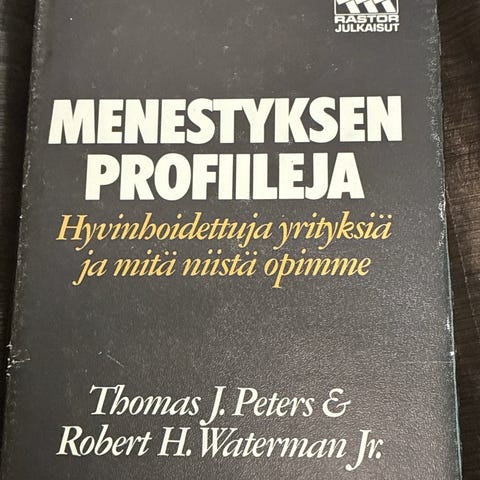 RASTOR
JULKAISUT
MENESTYKSEN
PROFIILEJA
Hyvinhoidettuja yrityksiä
ja mitä niistä opimme
Thomas J. Peters &
Robert H. Waterman Jr.